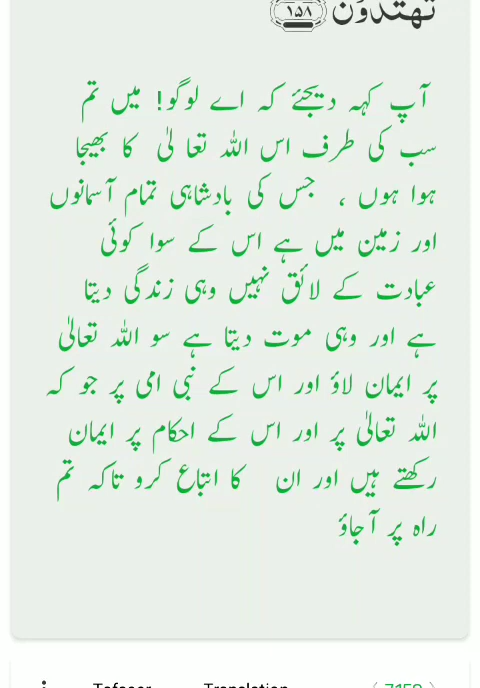 تهتدون ١٥٨
آپ کہہ دیجئے کہ اے لوگو! میں تم
سب کی طرف اس اللہ تعا لیٰ کا بھیجا
ہوا ہوں ، جس کی بادشاہی تمام آسمانوں
اور زمین میں ہے اس کے سوا کوئی
عبادت کے لائق نہیں وہی زندگی دیتا
ہے اور وہی موت دیتا ہے سو اللہ تعالیٰ
پر ایمان لاؤ اور اس کے نبی امی پر جو کہ
اللہ تعالیٰ پر اور اس کے احکام پر ایمان
رکھتے ہیں اور ان کا اتباع کرو تاکہ تم
راہ پر آجاؤ